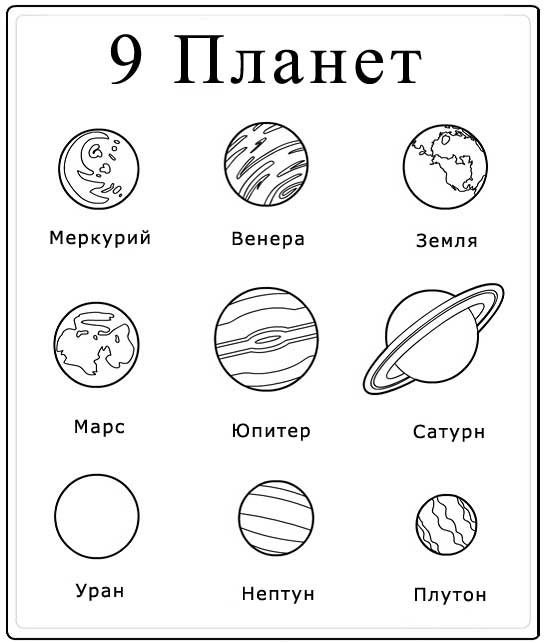 9 Планет
Меркурий
Венера
Земля
Марс
Юпитер
Сатурн
Уран
Нептун
Плутон